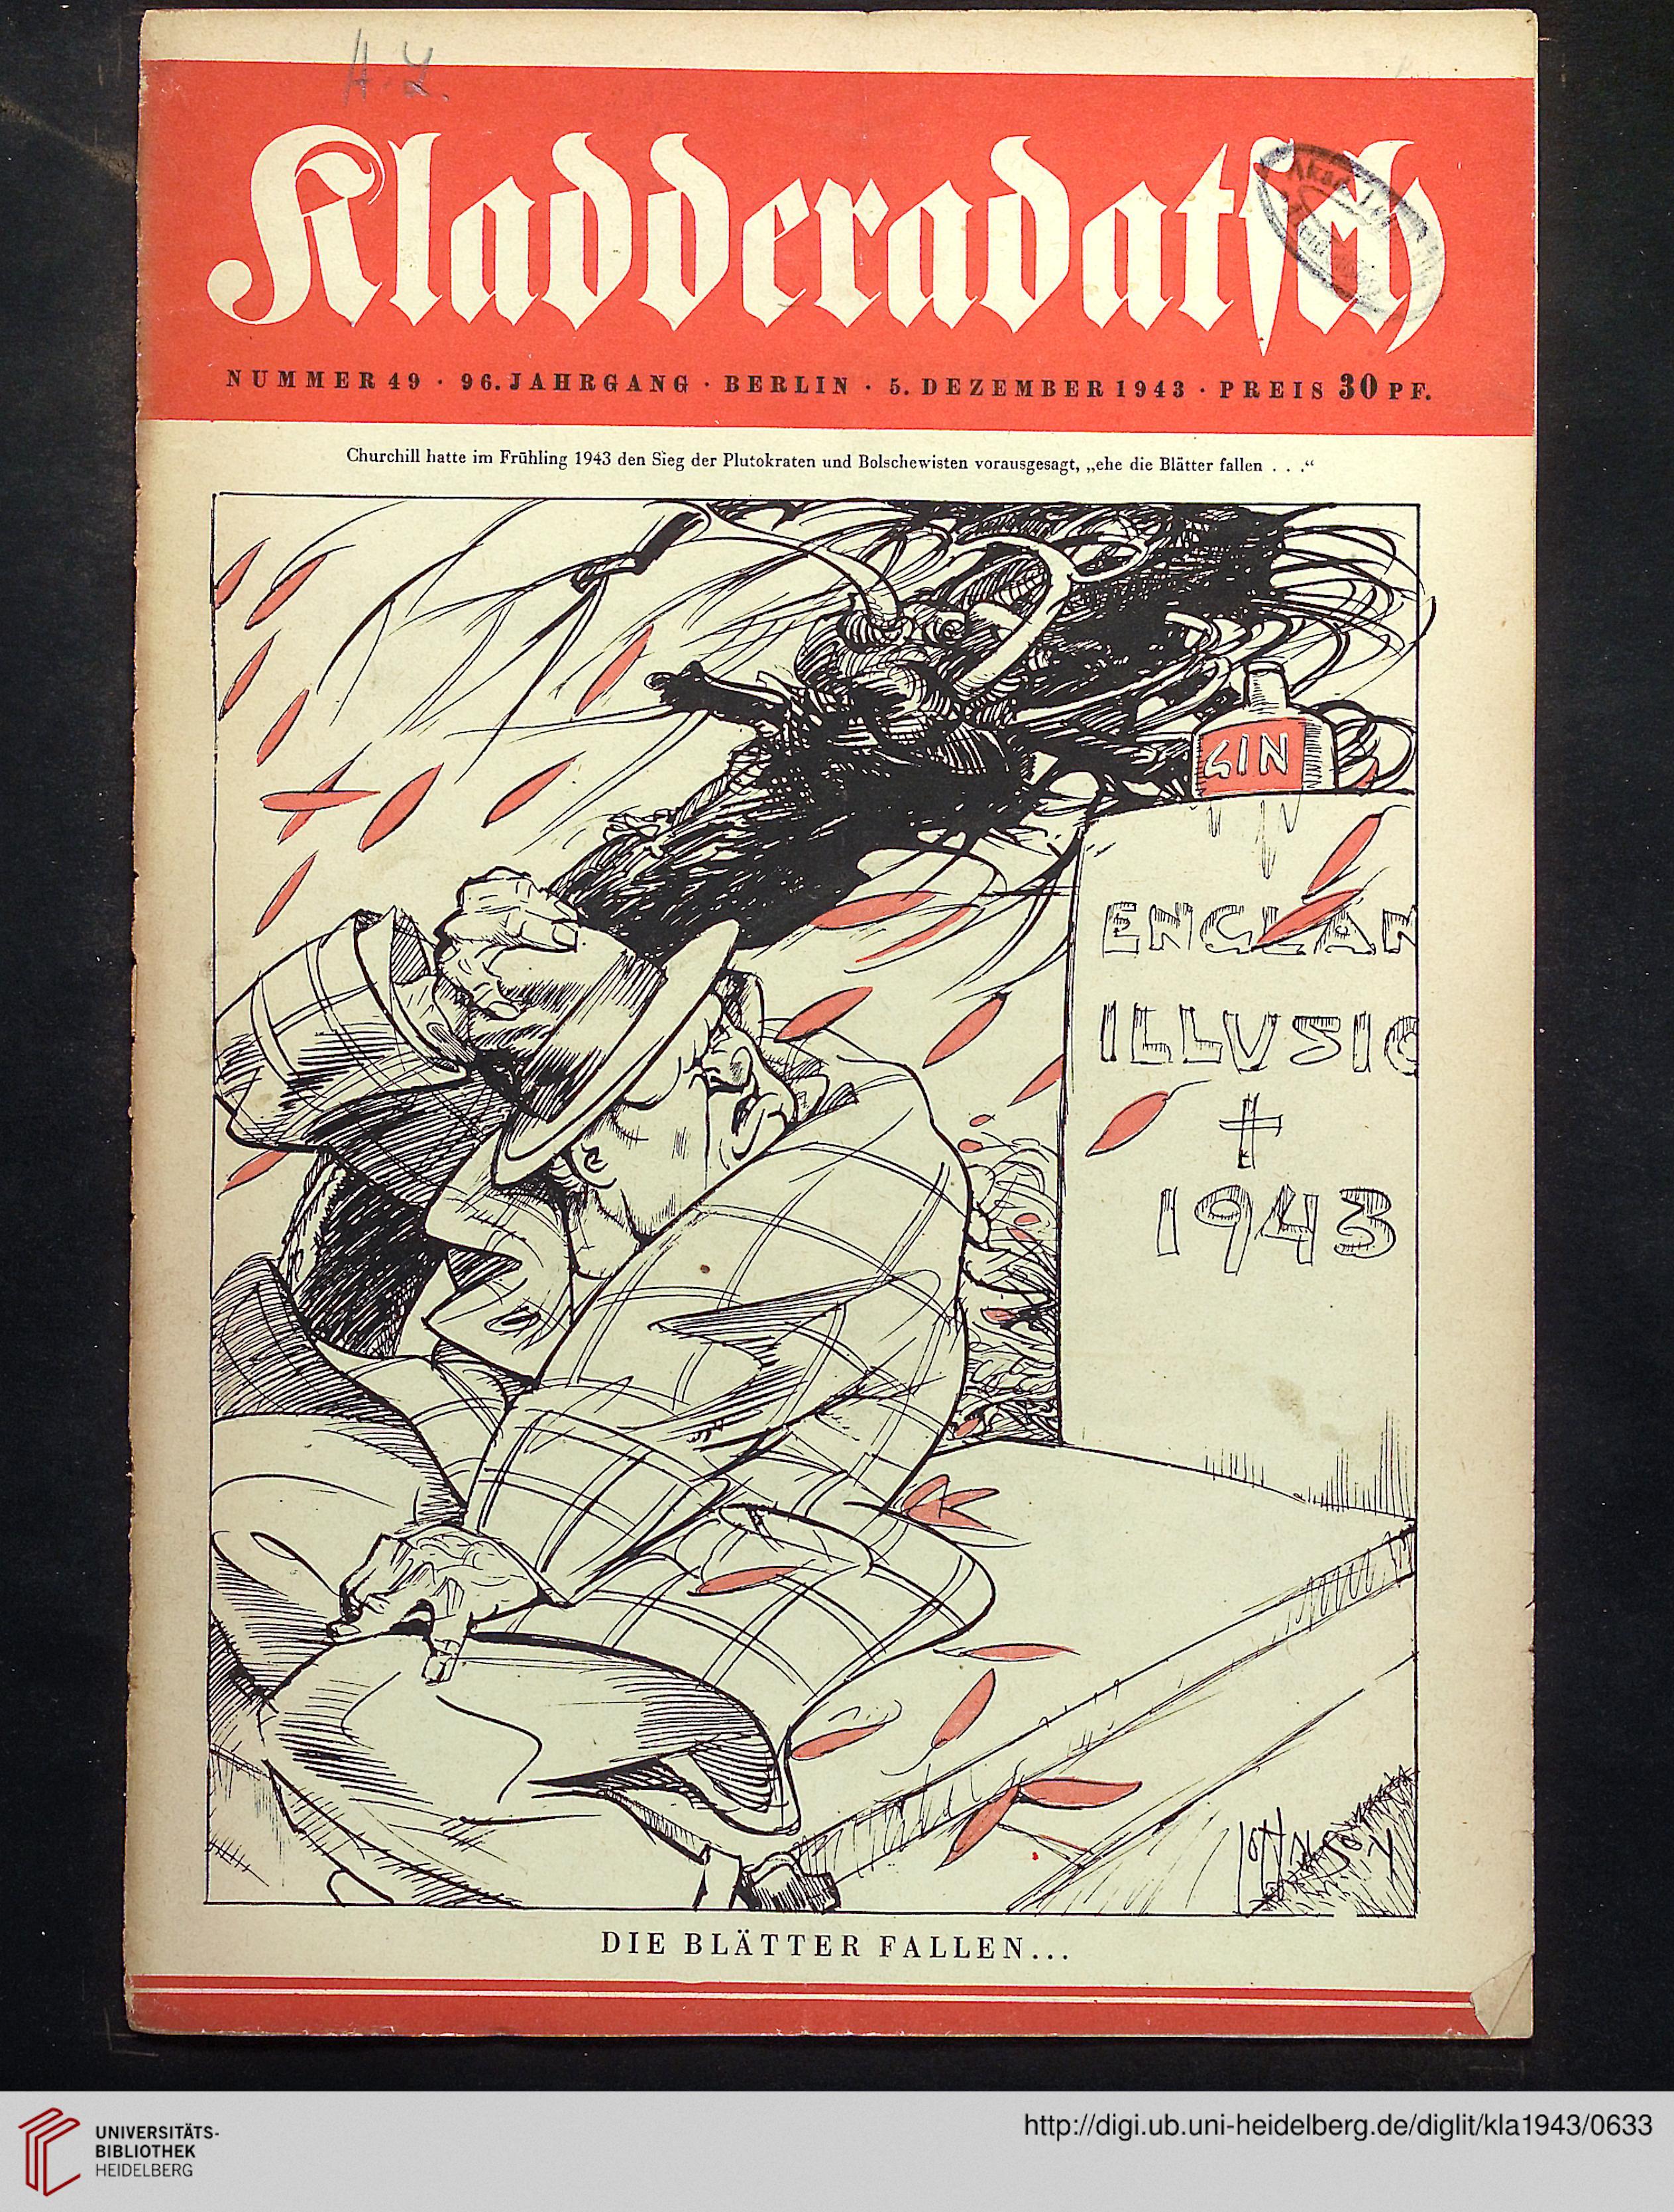 H. L.
Kladderadatsch
NUMMER 49 · 96. JAHRGANG · BERLIN · 5. DEZEMBER 1943 · PREIS 30 PF.
Churchill hatte im Frühling 1943 den Sieg der Plutokraten und Bolschewisten vorausgesagt, „ehe die Blätter fallen . . .“
GIN
ENGLAN
ILLUSIO
1943
JOHNSON
DIE BLÄTTER FALLEN...
UNIVERSITÄTS-
BIBLIOTHEK
HEIDELBERG
http://digi.ub.uni-heidelberg.de/diglit/kla1943/0633